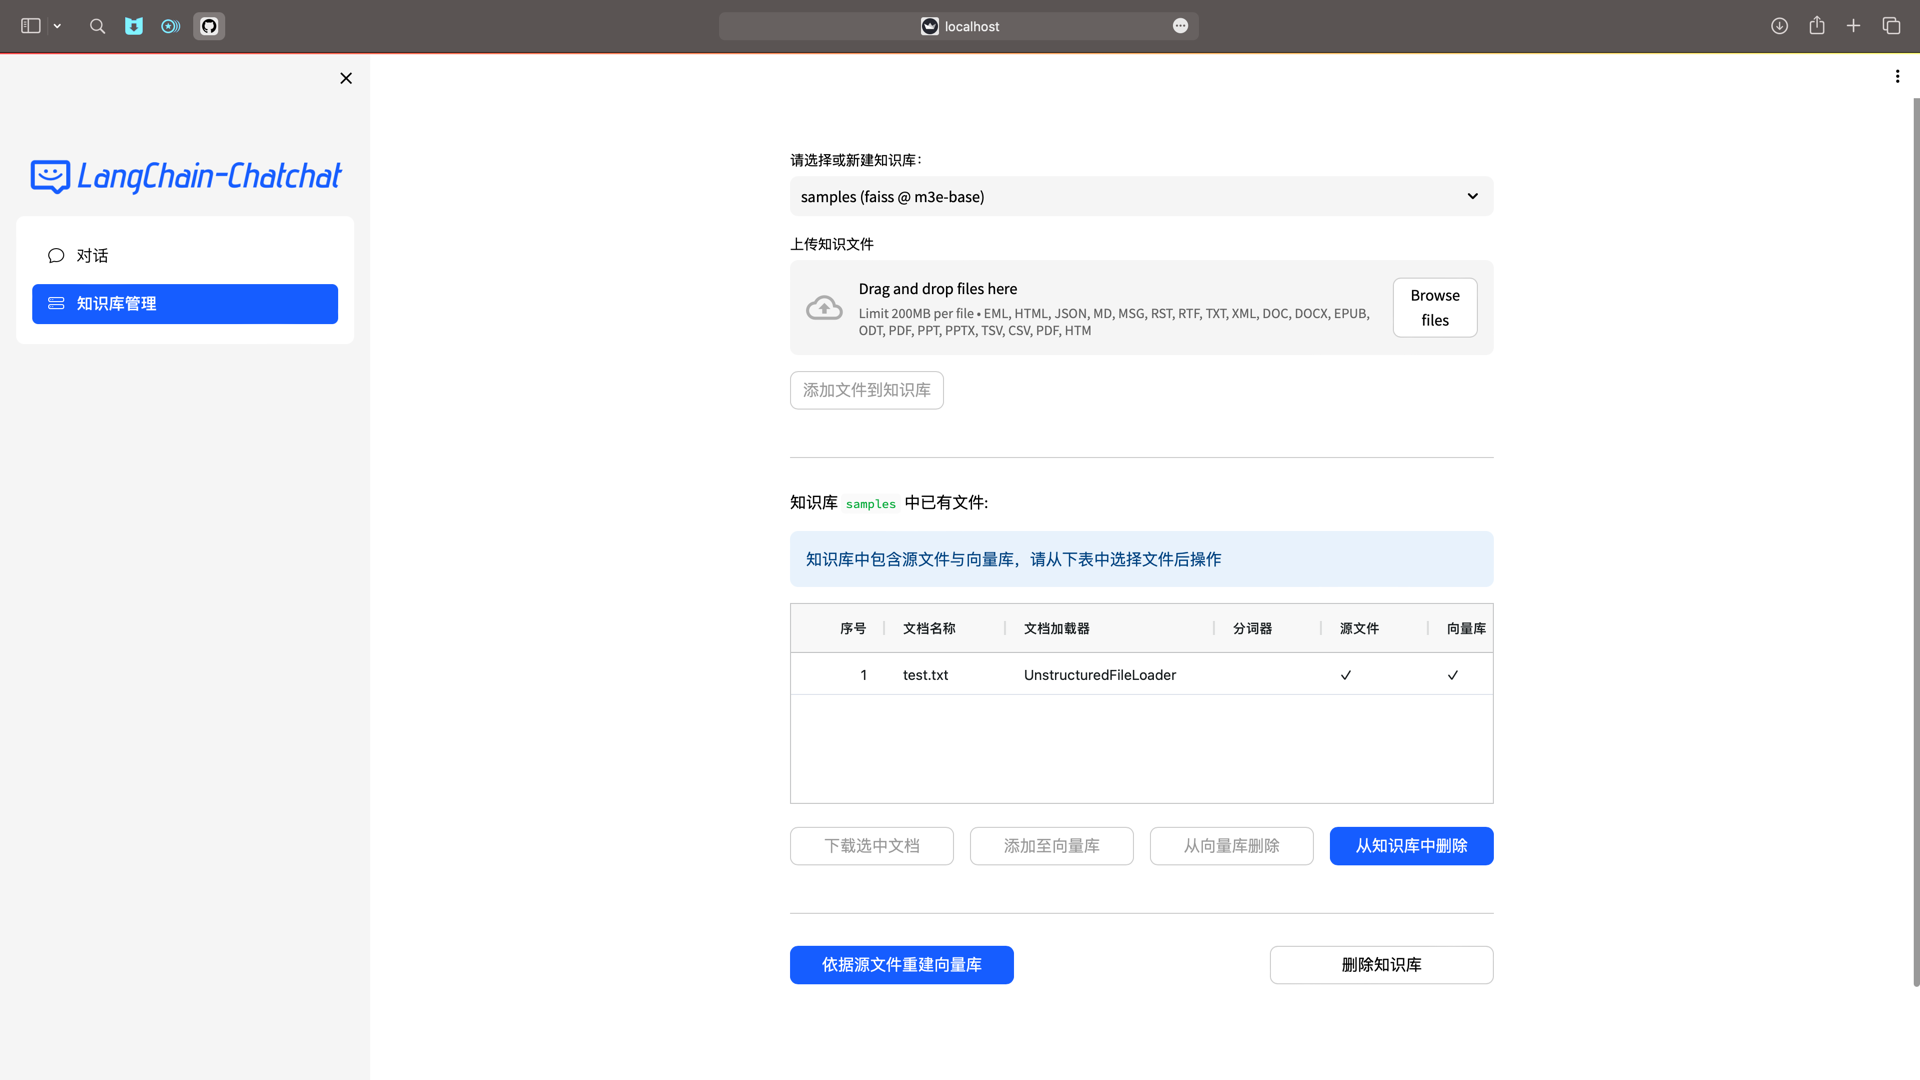 localhost
LangChain-Chatchat
对话
知识库管理
请选择或新建知识库：
samples (faiss @ m3e-base)
上传知识文件
Drag and drop files here
Limit 200MB per file • EML, HTML, JSON, MD, MSG, RST, RTF, TXT, XML, DOC, DOCX, EPUB,
ODT, PDF, PPT, PPTX, TSV, CSV, PDF, HTM
Browse
files
添加文件到知识库
知识库 samples 中已有文件:
知识库中包含源文件与向量库，请从下表中选择文件后操作
序号 文档名称 文档加载器 分词器 源文件 向量库
1 test.txt UnstructuredFileLoader ✓ ✓
下载选中文档 添加至向量库 从向量库删除 从知识库中删除
依据源文件重建向量库 删除知识库